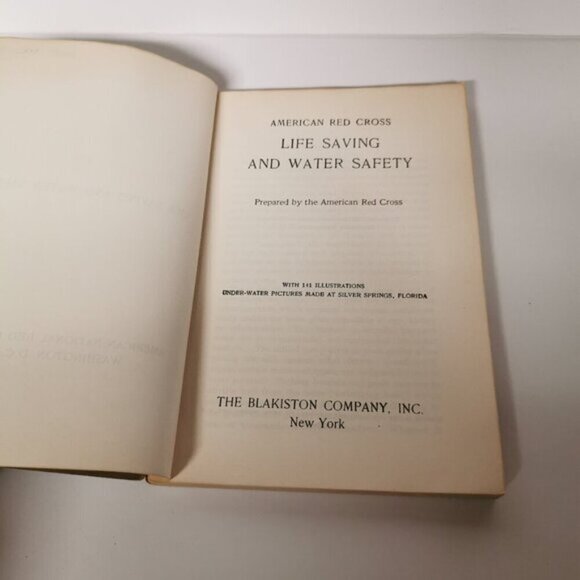 AMERICAN RED CROSS
LIFE SAVING
AND WATER SAFETY
Prepared by the American Red Cross
WITH 141 ILLUSTRATIONS
UNDER-WATER PICTURES MADE AT SILVER SPRINGS, FLORIDA
THE BLAKISTON COMPANY, INC.
New York